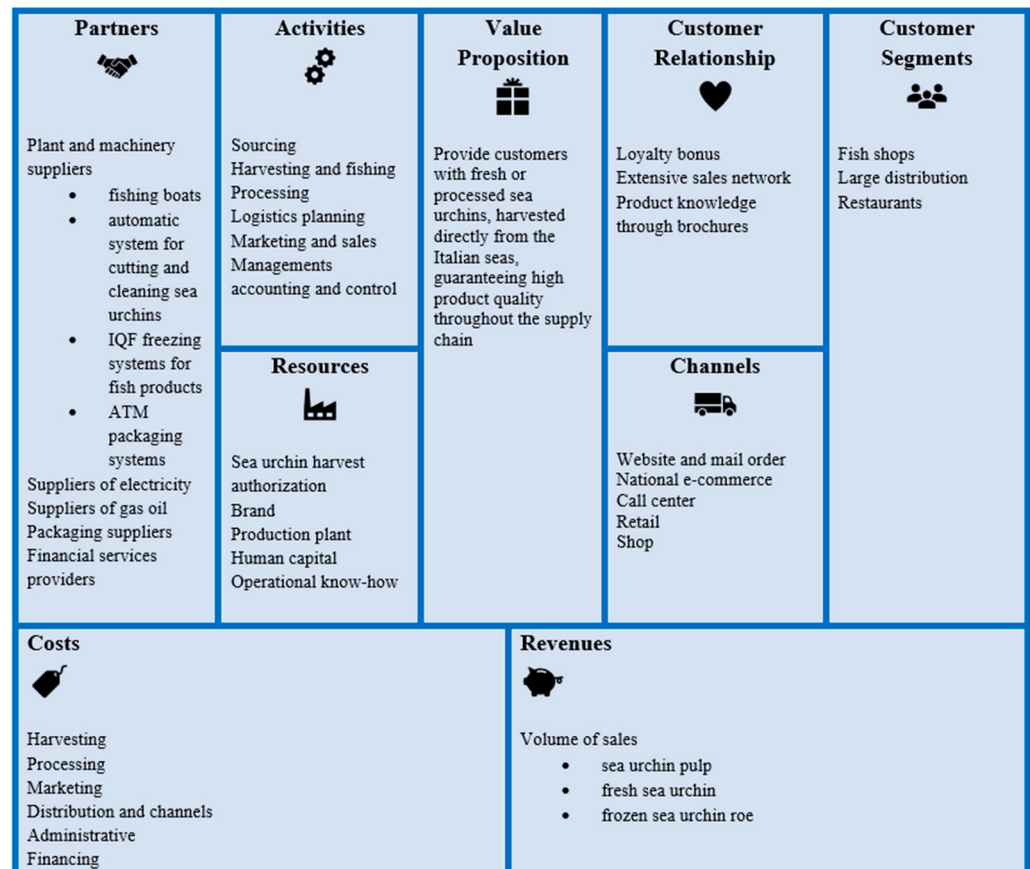 Partners
Plant and machinery
suppliers
• fishing boats
• automatic
system for
cutting and
cleaning sea
urchins
• IQF freezing
systems for
fish products
• ATM
packaging
systems
Suppliers of electricity
Suppliers of gas oil
Packaging suppliers
Financial services
providers
Activities
Sourcing
Harvesting and fishing
Processing
Logistics planning
Marketing and sales
Managements
accounting and control
Resources
Sea urchin harvest
authorization
Brand
Production plant
Human capital
Operational know-how
Value
Proposition
Provide customers
with fresh or
processed sea
urchins, harvested
directly from the
Italian seas,
guaranteeing high
product quality
throughout the supply
chain
Customer
Relationship
Loyalty bonus
Extensive sales network
Product knowledge
through brochures
Channels
Website and mail order
National e-commerce
Call center
Retail
Shop
Customer
Segments
Fish shops
Large distribution
Restaurants
Costs
Harvesting
Processing
Marketing
Distribution and channels
Administrative
Financing
Revenues
Volume of sales
• sea urchin pulp
• fresh sea urchin
• frozen sea urchin roe